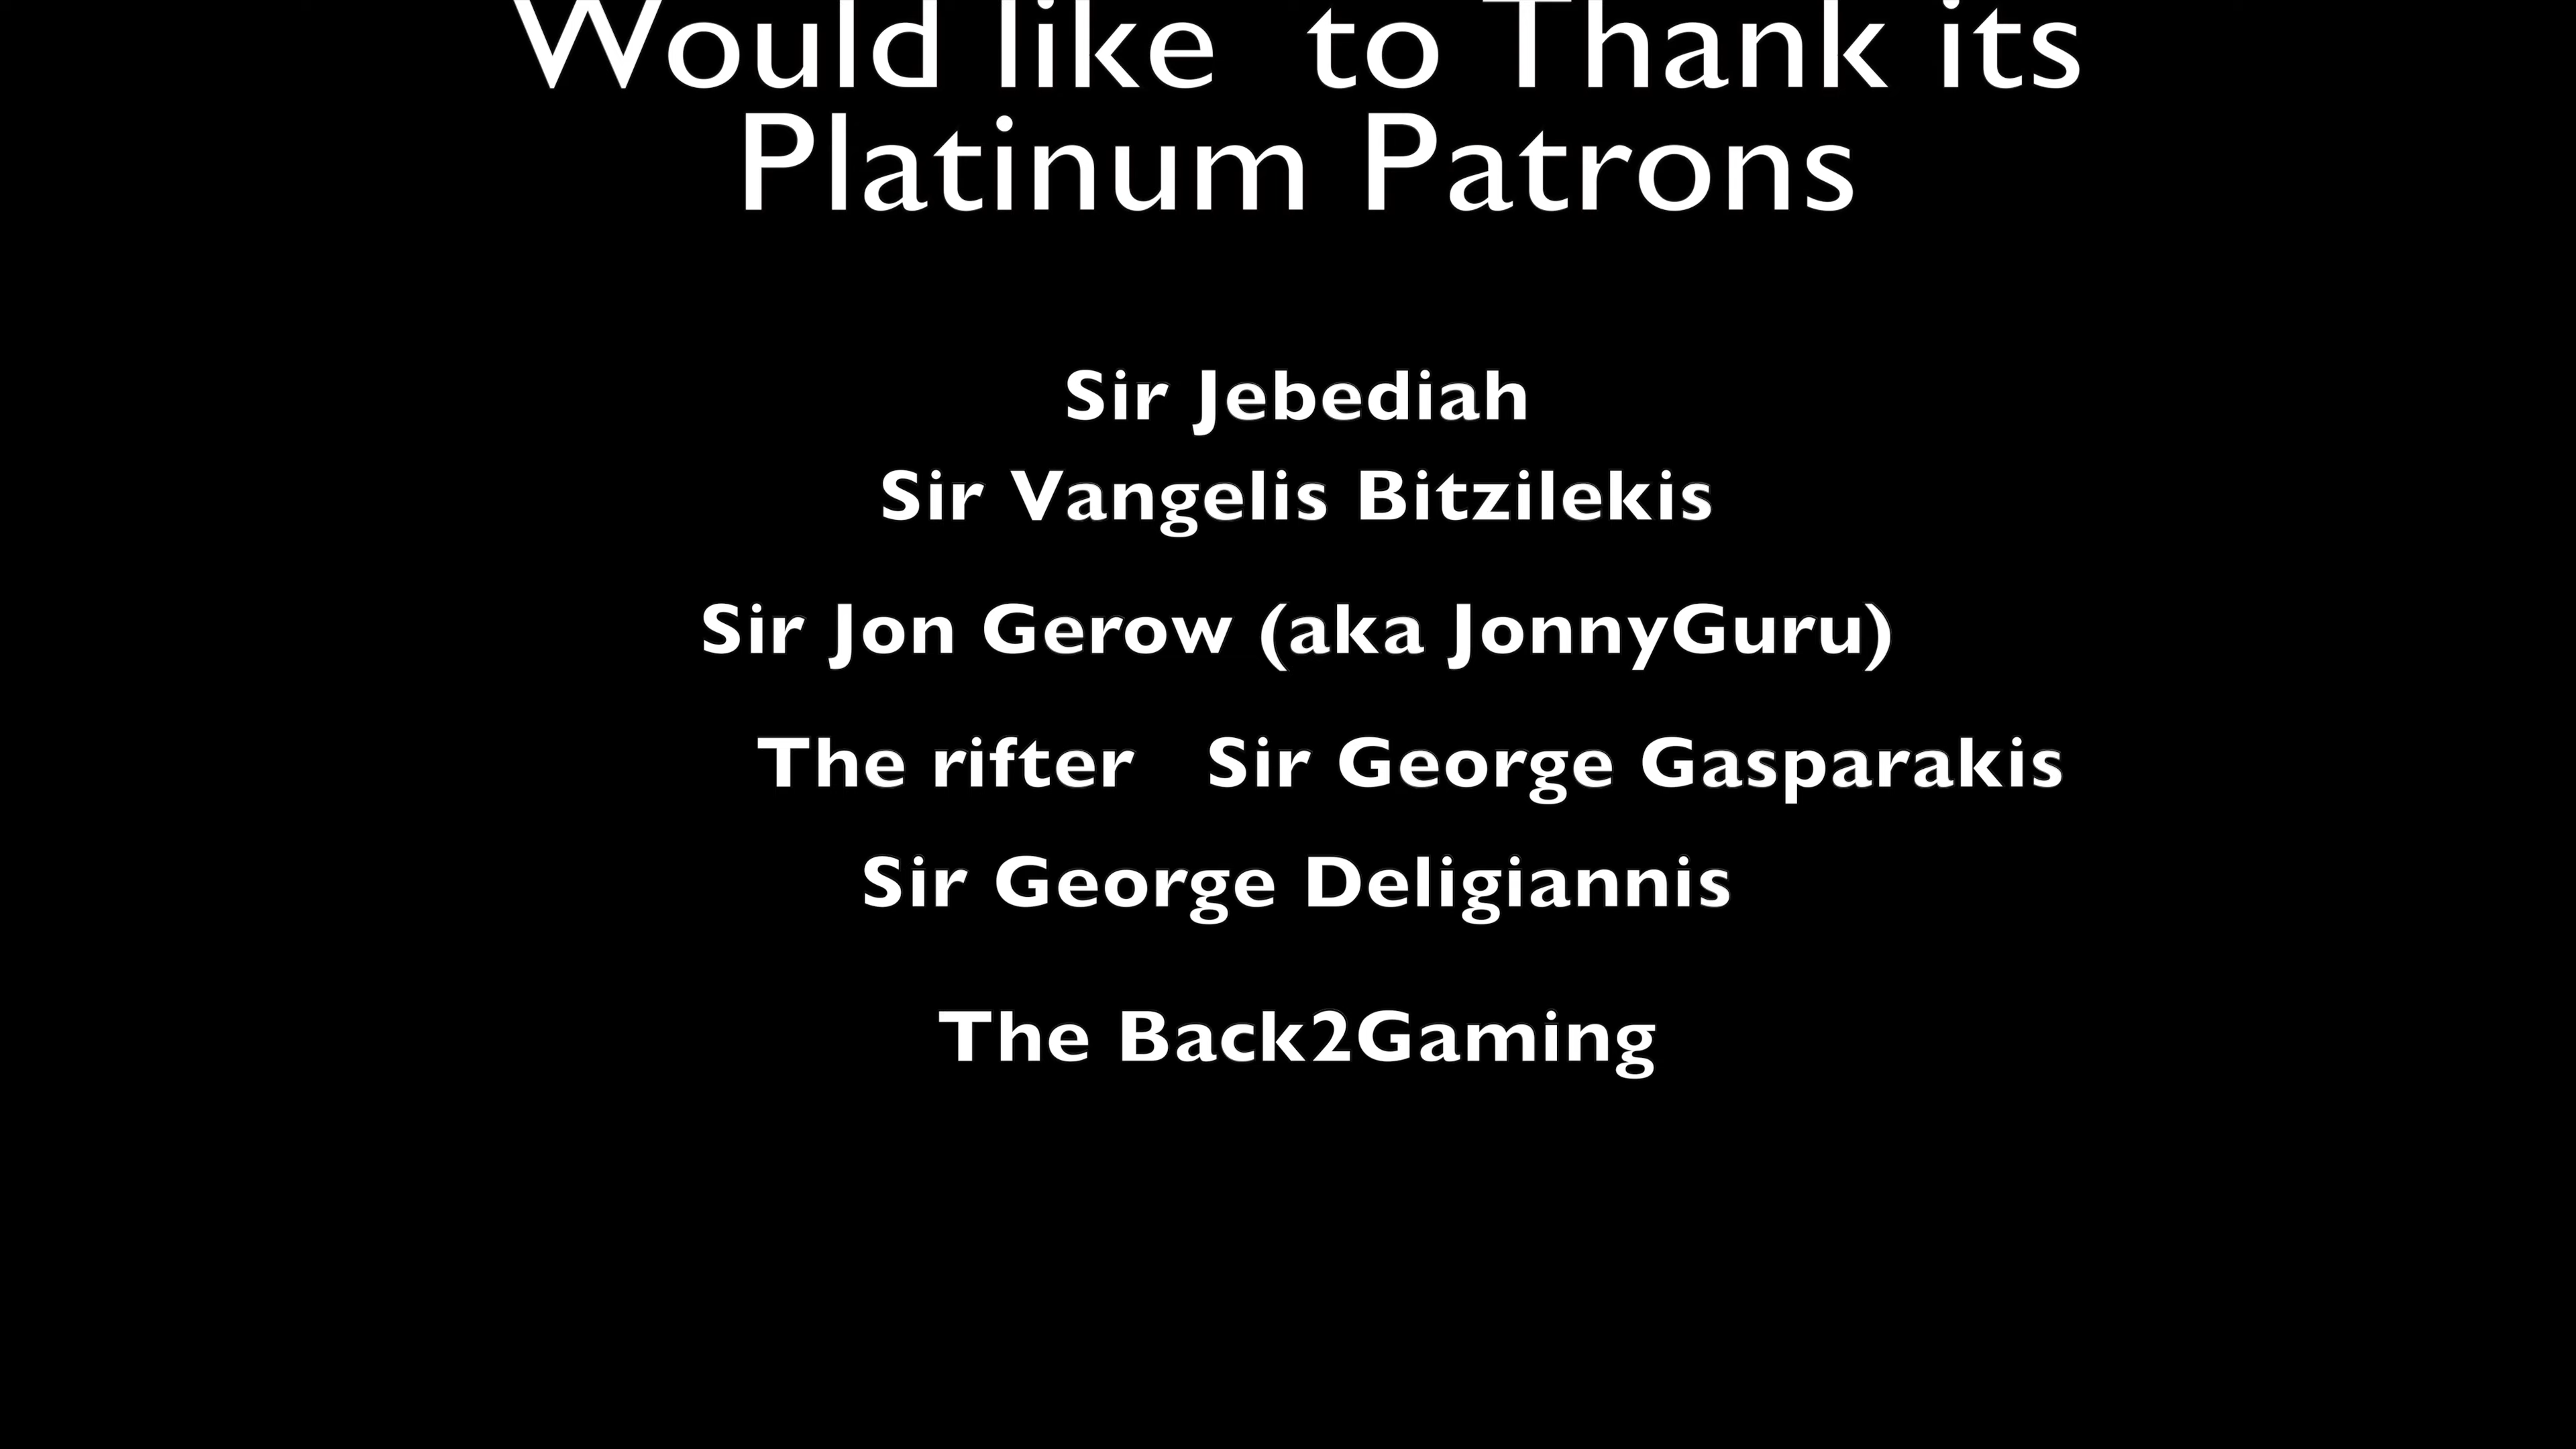 Would like to Thank its
Platinum Patrons
Sir Jebediah
Sir Vangelis Bitzilekis
Sir Jon Gerow (aka JonnyGuru)
The rifter Sir George Gasparakis
Sir George Deligiannis
The Back2Gaming